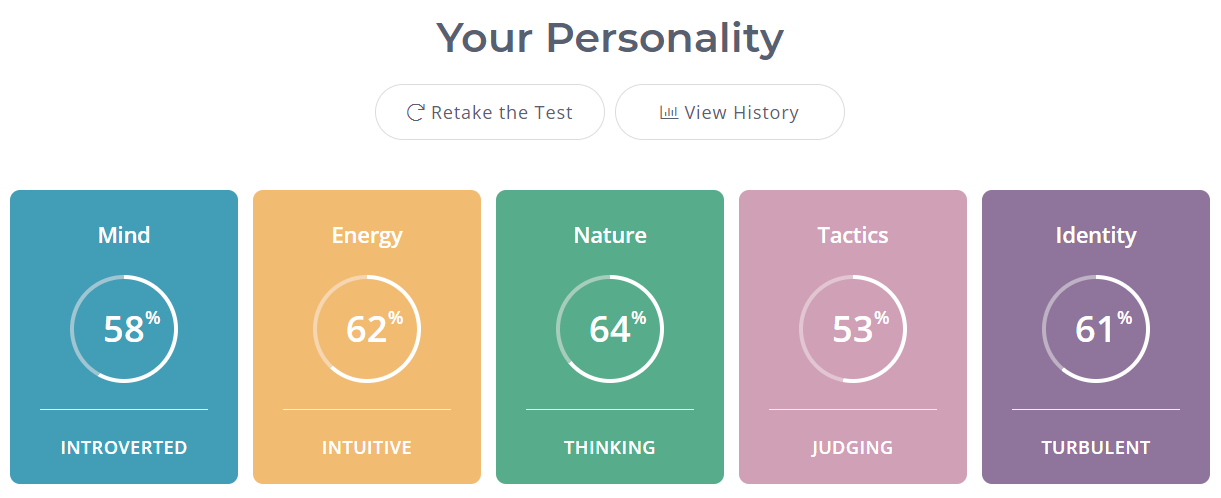 Your Personality
Retake the Test
View History
Mind
58%
INTROVERTED
Energy
62%
INTUITIVE
Nature
64%
THINKING
Tactics
53%
JUDGING
Identity
61%
TURBULENT